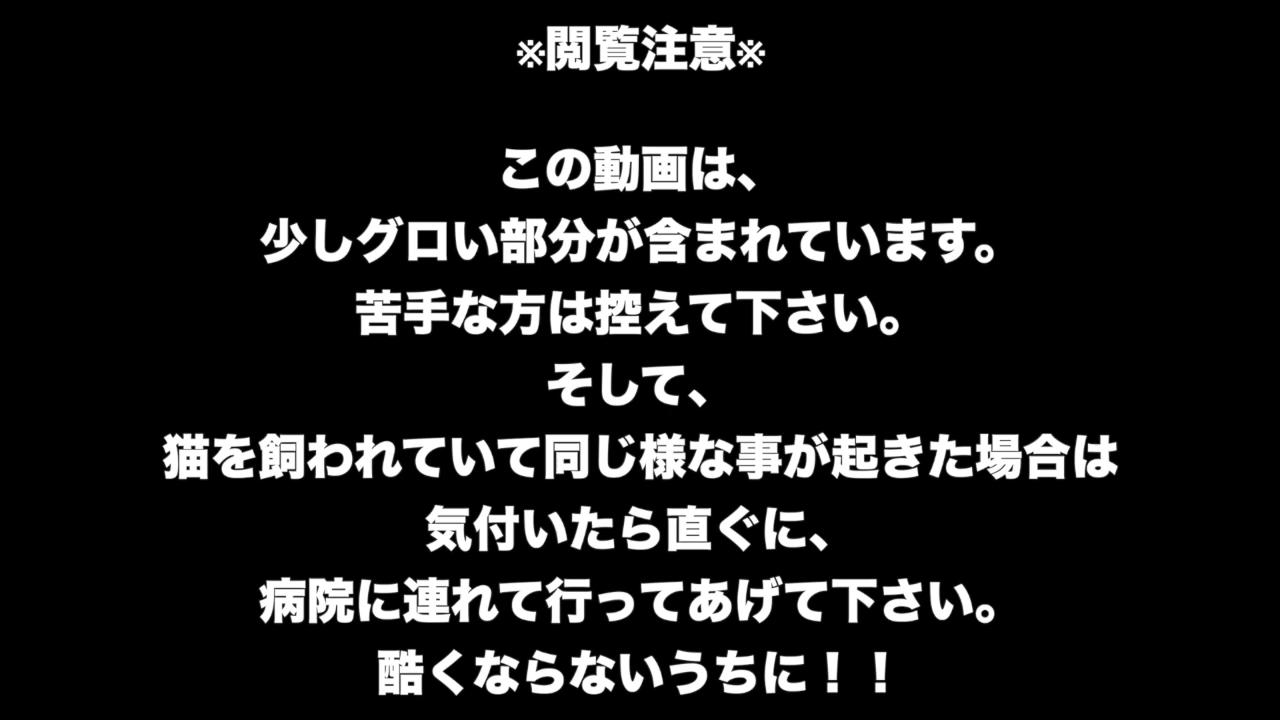 ※閲覧注意※
この動画は、
少しグロい部分が含まれています。
苦手な方は控えて下さい。
そして、
猫を飼われていて同じ様な事が起きた場合は
気付いたら直ぐに、
病院に連れて行ってあげて下さい。
酷くならないうちに！！